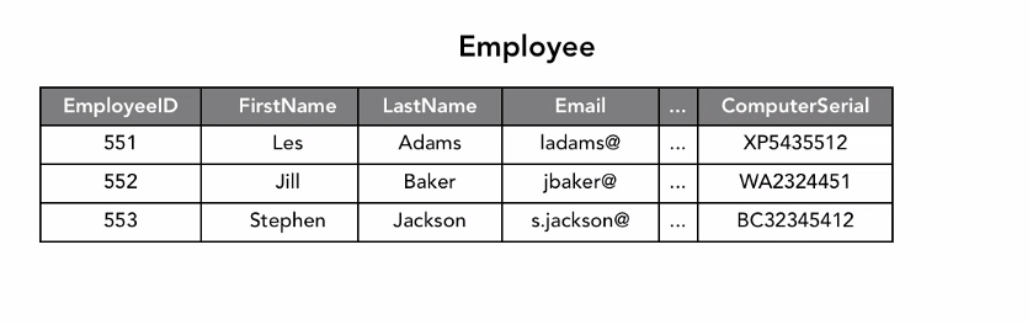 Employee
EmployeeID FirstName LastName Email ... ComputerSerial
551 Les Adams ladams@ ... XP5435512
552 Jill Baker jbaker@ ... WA2324451
553 Stephen Jackson s.jackson@ ... BC32345412